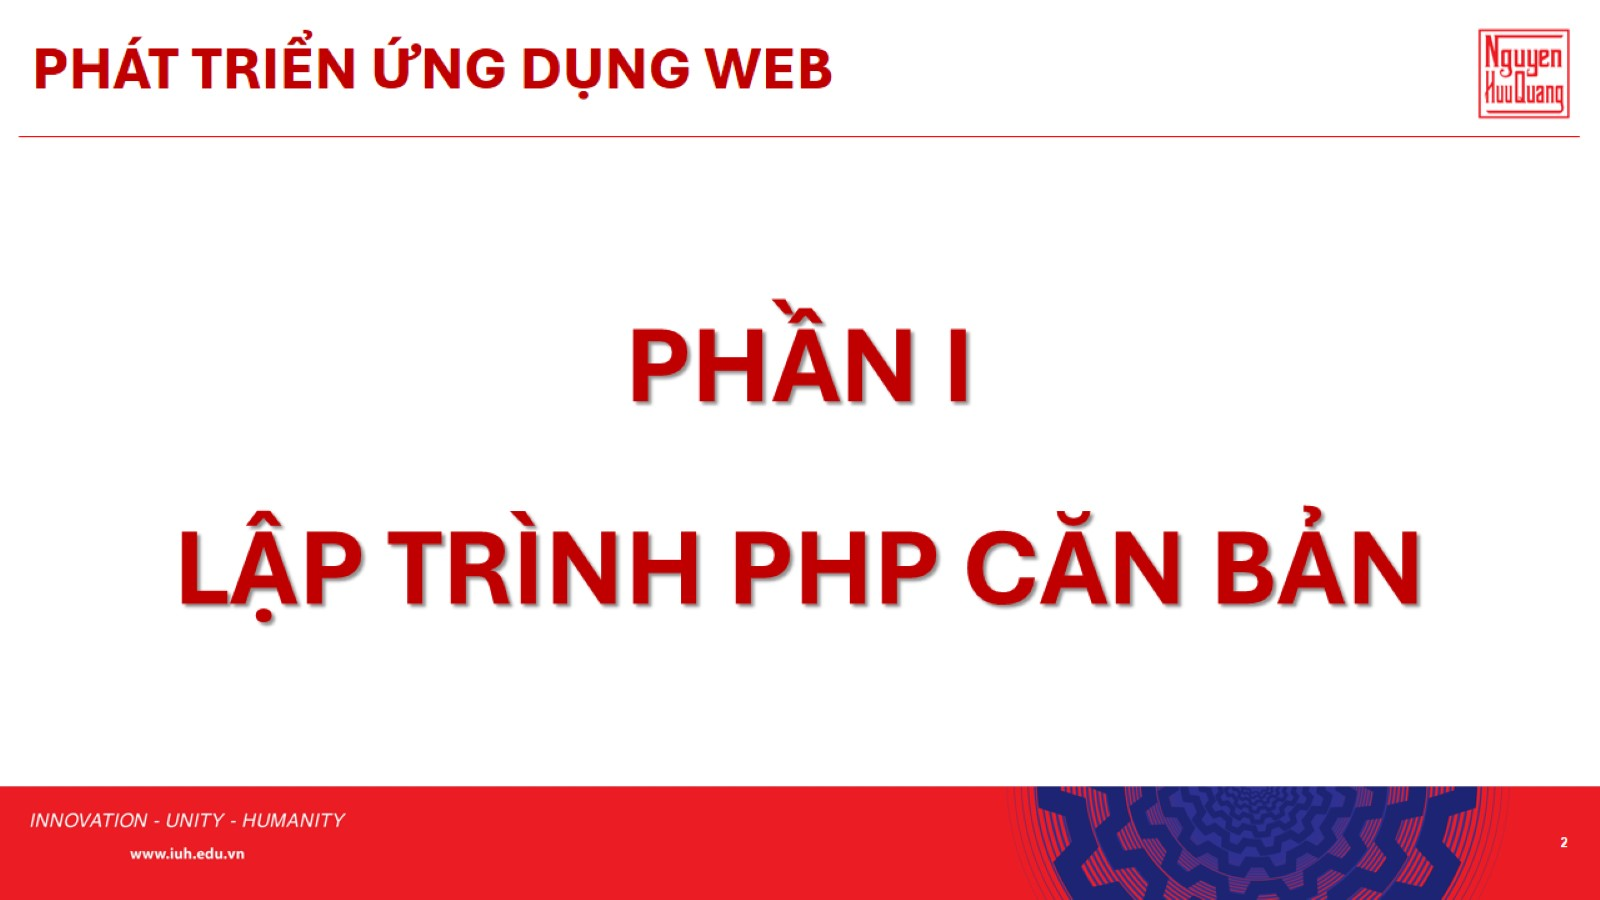 PHÁT TRIỂN ỨNG DỤNG WEB
Nguyen
HuuQuang
PHẦN I
LẬP TRÌNH PHP CĂN BẢN
INNOVATION - UNITY - HUMANITY
www.iuh.edu.vn
2